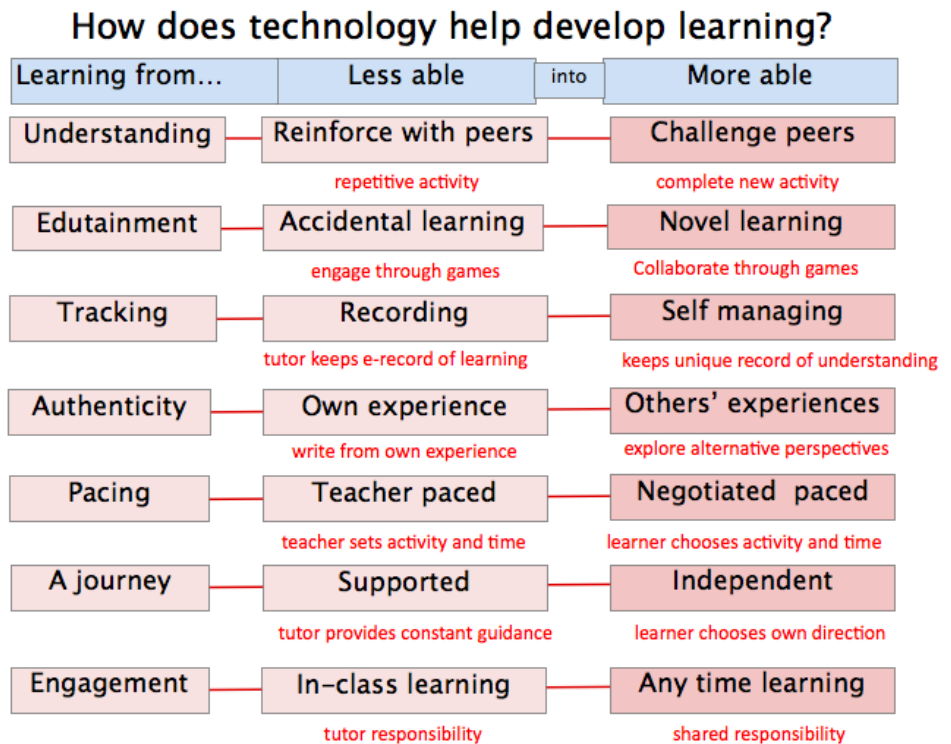 How does technology help develop learning?
Learning from... Less able into More able
Understanding Reinforce with peers Challenge peers
repetitive activity complete new activity
Edutainment Accidental learning Novel learning
engage through games Collaborate through games
Tracking Recording Self managing
tutor keeps e-record of learning keeps unique record of understanding
Authenticity Own experience Others' experiences
write from own experience explore alternative perspectives
Pacing Teacher paced Negotiated paced
teacher sets activity and time learner chooses activity and time
A journey Supported Independent
tutor provides constant guidance learner chooses own direction
Engagement In-class learning Any time learning
tutor responsibility shared responsibility